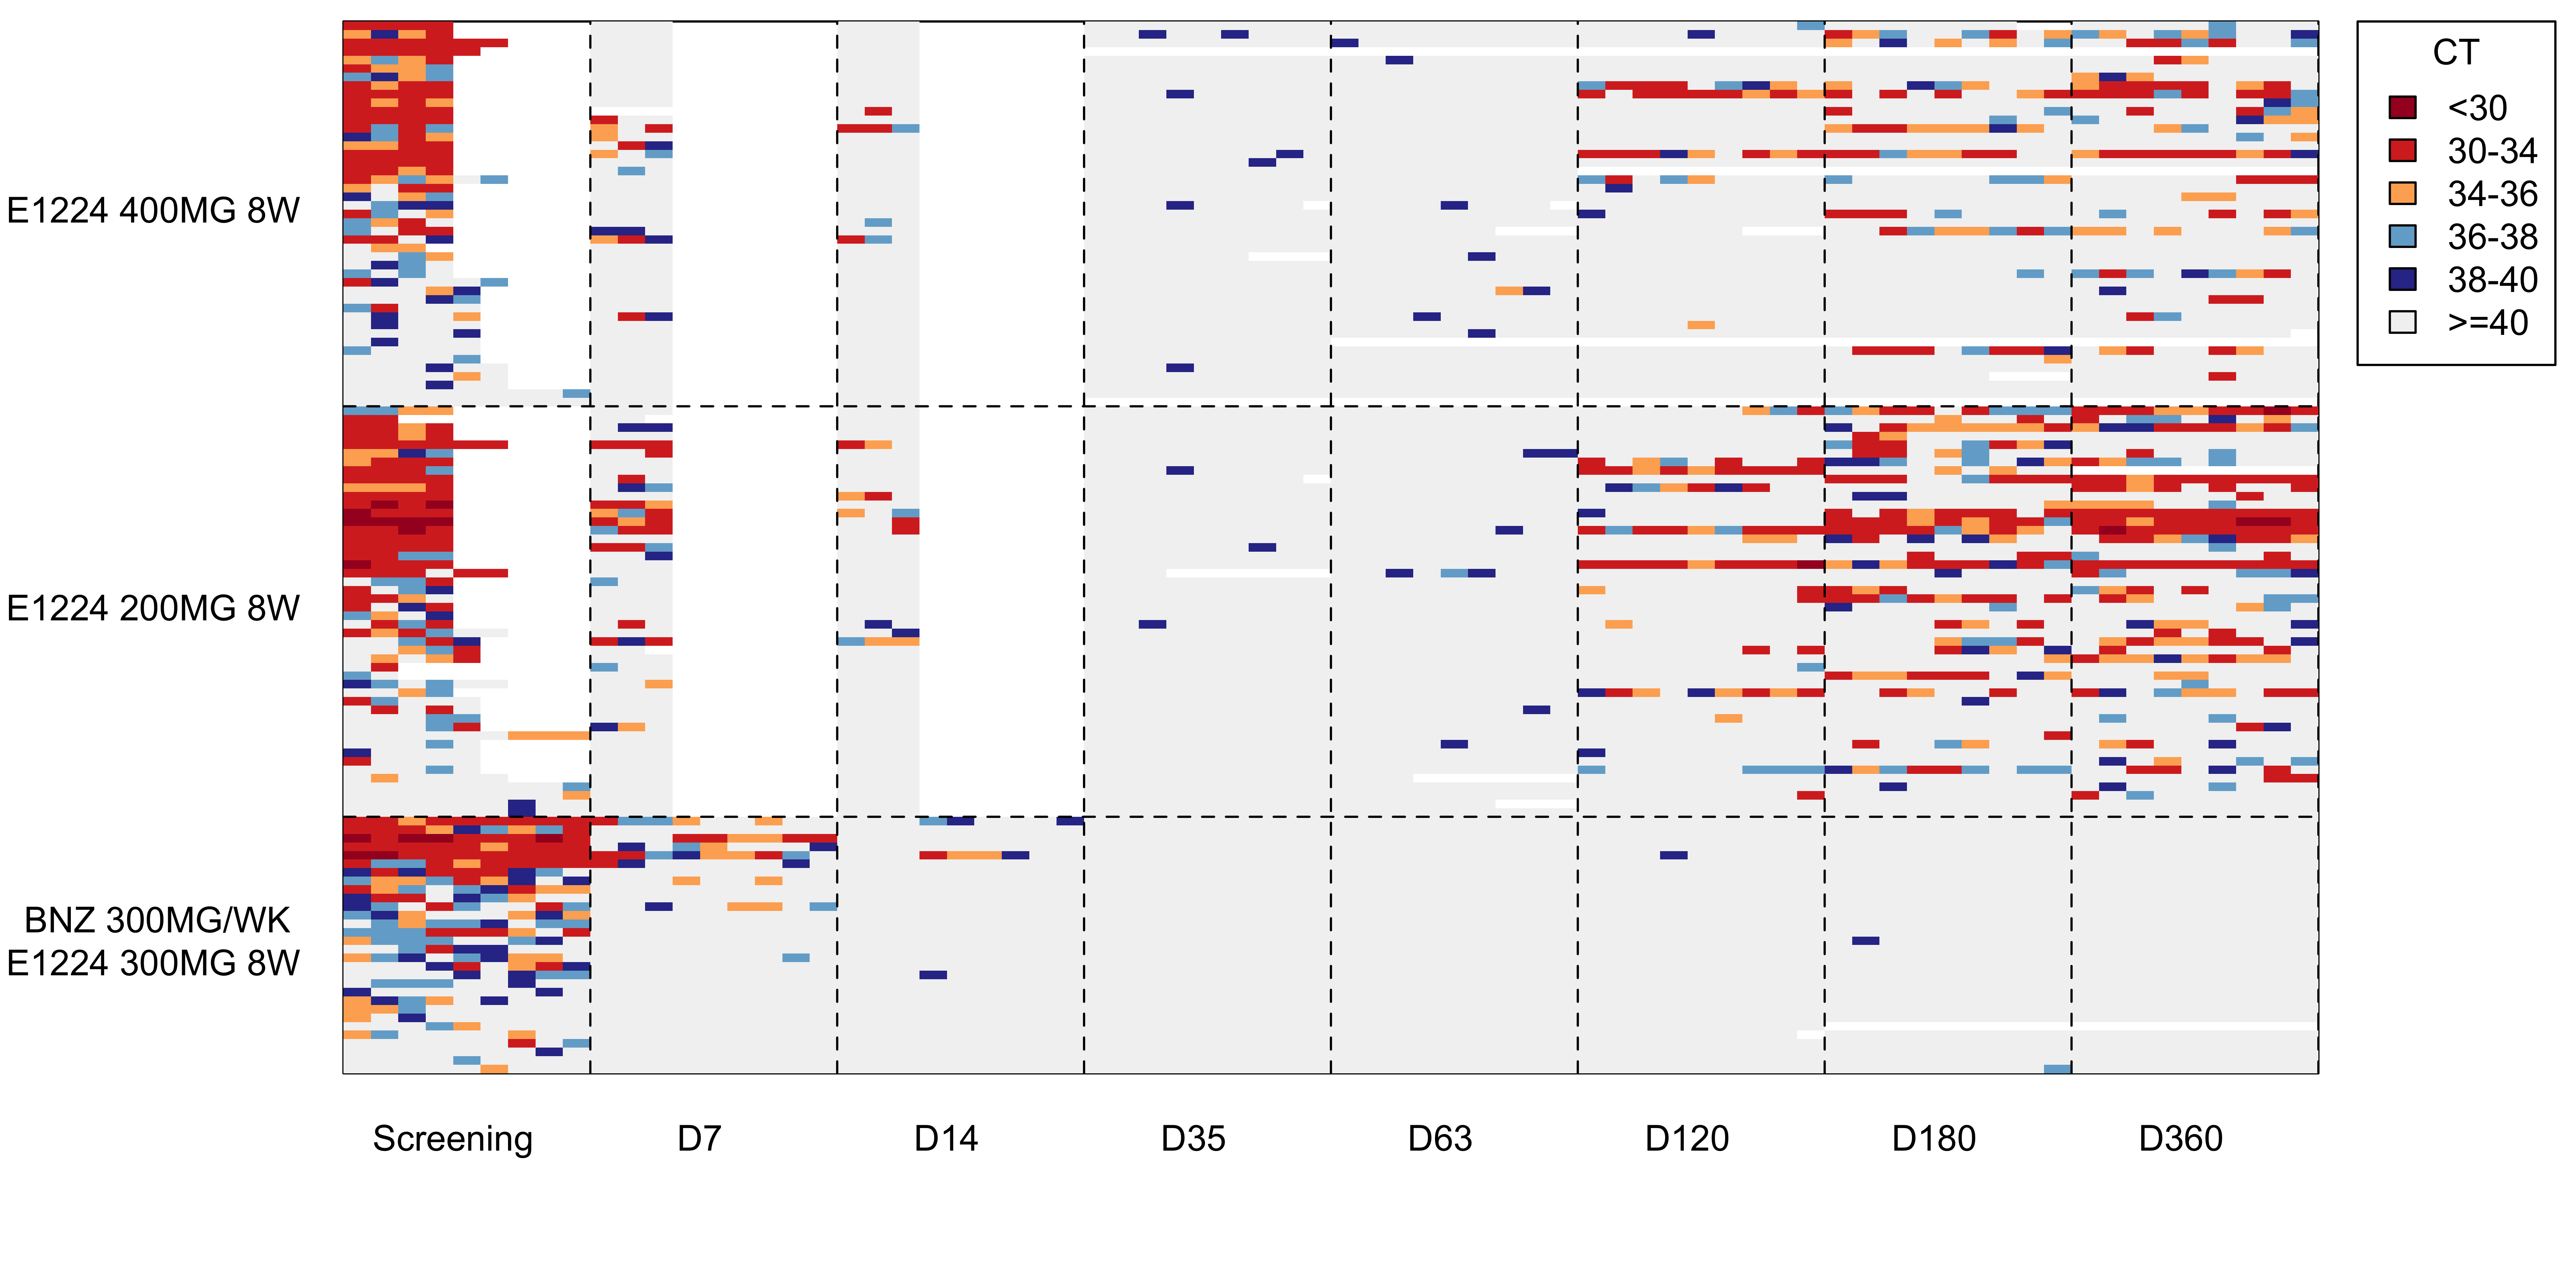 CT
<30
30-34
34-36
36-38
38-40
>=40
E1224 400MG 8W
E1224 200MG 8W
BNZ 300MG/WK
E1224 300MG 8W
Screening D7 D14 D35 D63 D120 D180 D360